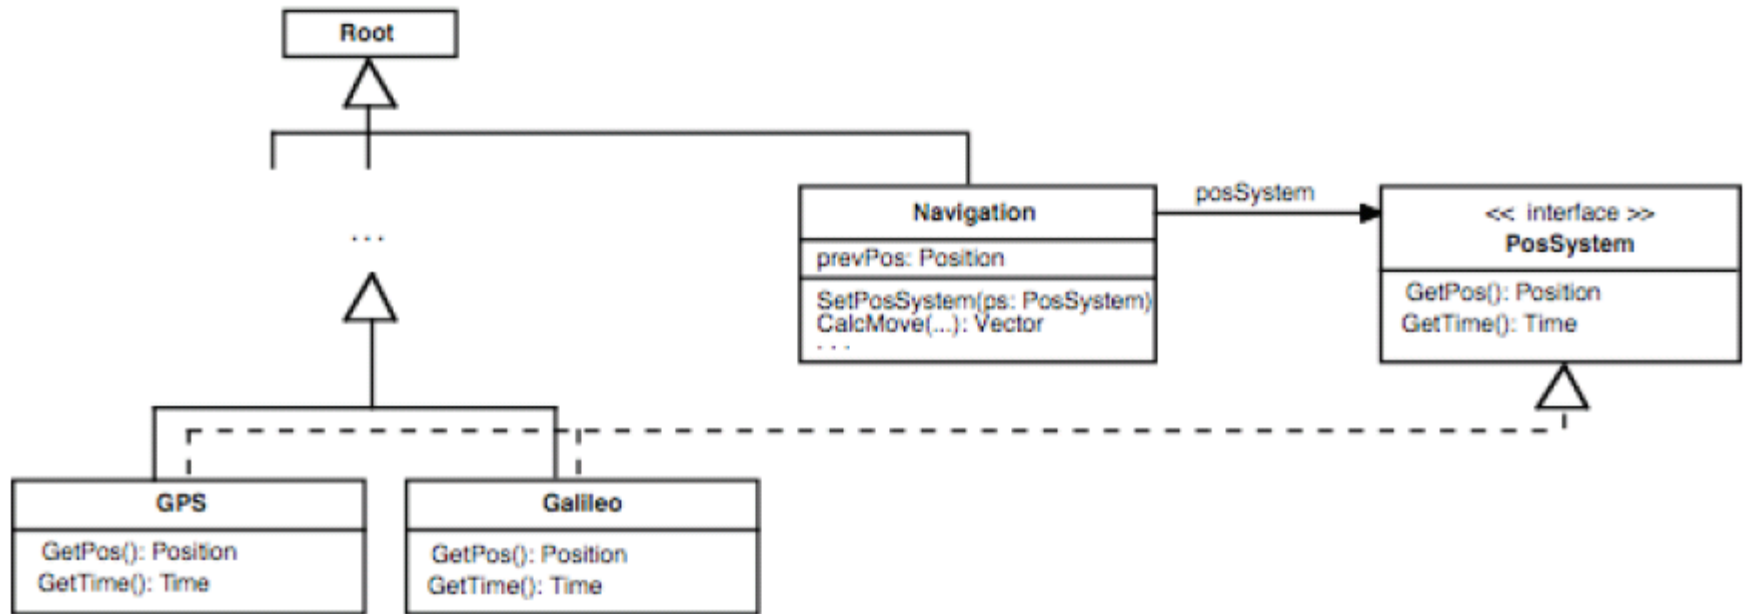 Root
. . .
Navigation
prevPos: Position
SetPosSystem(ps: PosSystem)
CalcMove(...): Vector
. . .
posSystem
<< interface >>
PosSystem
GetPos(): Position
GetTime(): Time
GPS
GetPos(): Position
GetTime(): Time
Galileo
GetPos(): Position
GetTime(): Time